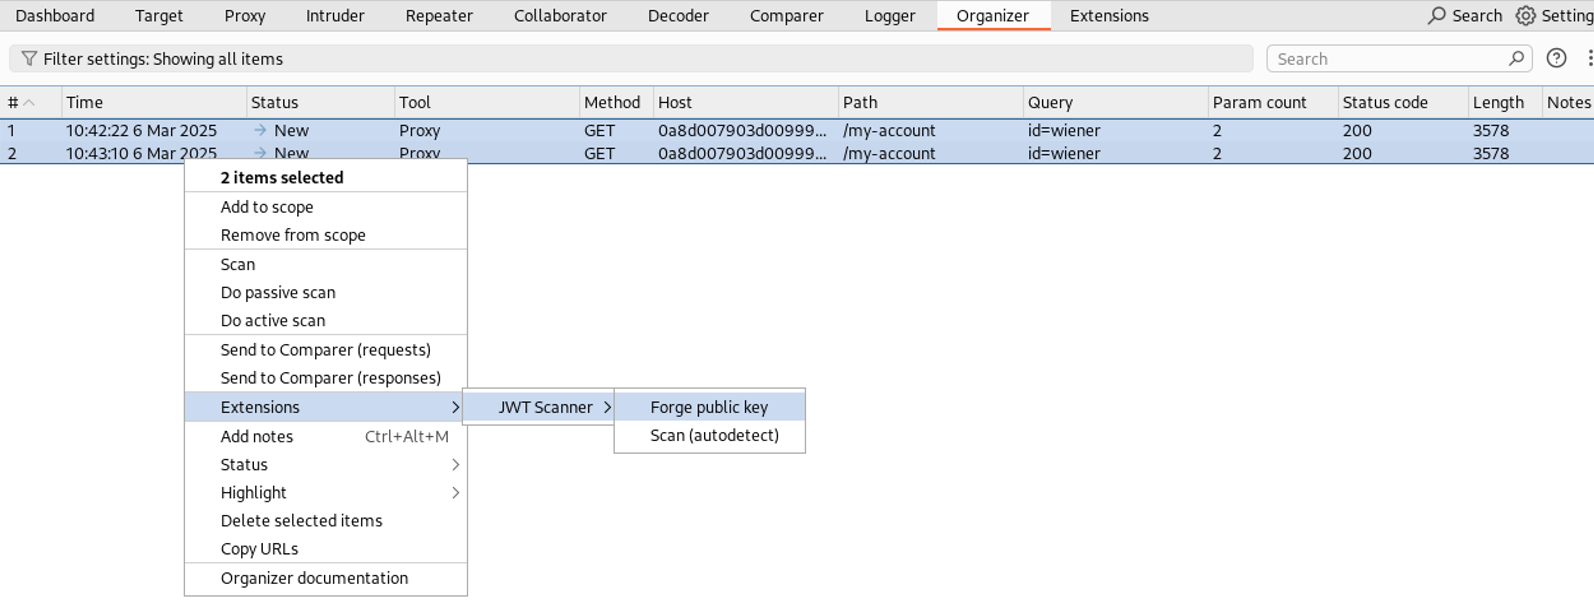 Dashboard Target Proxy Intruder Repeater Collaborator Decoder Comparer Logger Organizer Extensions Search Setting
Filter settings: Showing all items Search
# Time Status Tool Method Host Path Query Param count Status code Length Notes
1 10:42:22 6 Mar 2025 New Proxy GET 0a8d007903d00999... /my-account id=wiener 2 200 3578
2 10:43:10 6 Mar 2025 New Proxy GET 0a8d007903d00999... /my-account id=wiener 2 200 3578
2 items selected
Add to scope
Remove from scope
Scan
Do passive scan
Do active scan
Send to Comparer (requests)
Send to Comparer (responses)
Extensions JWT Scanner Forge public key
Add notes Ctrl+Alt+M Scan (autodetect)
Status
Highlight
Delete selected items
Copy URLs
Organizer documentation